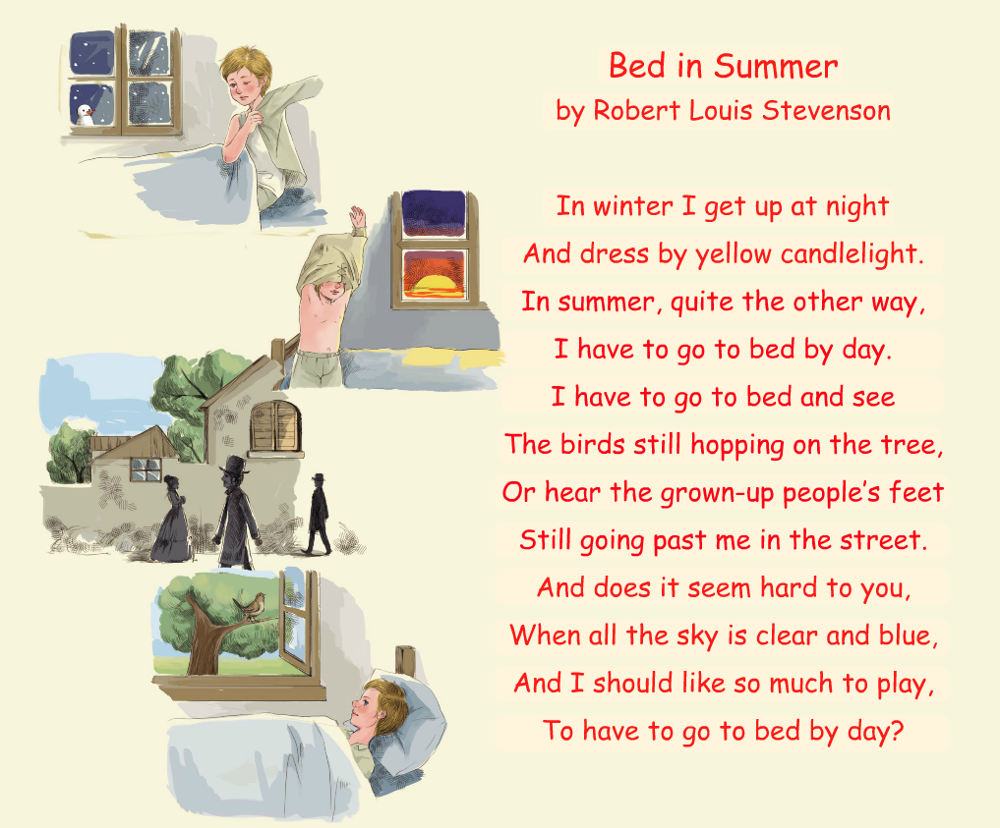 Bed in Summer
by Robert Louis Stevenson
In winter I get up at night
And dress by yellow candlelight.
In summer, quite the other way,
I have to go to bed by day.
I have to go to bed and see
The birds still hopping on the tree,
Or hear the grown-up people’s feet
Still going past me in the street.
And does it seem hard to you,
When all the sky is clear and blue,
And I should like so much to play,
To have to go to bed by day?